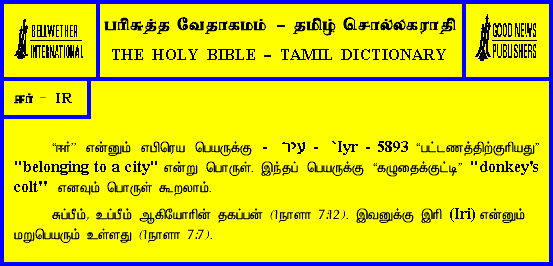 BELLWETHER
INTERNATIONAL
பரிசுத்த வேதாகமம் – தமிழ் சொல்லகராதி
THE HOLY BIBLE – TAMIL DICTIONARY
GOOD NEWS
PUBLISHERS
ஈர் - IR
“ஈர்” என்னும் எபிரெய பெயருக்கு - עיר - `Iyr - 5893 “பட்டணத்திற்குரியது”
"belonging to a city" என்று பொருள். இந்தப் பெயருக்கு “கழுதைக்குட்டி” "donkey's
colt" எனவும் பொருள் கூறலாம்.
சுப்பீம், உப்பீம் ஆகியோரின் தகப்பன் (1நாளா 7:12). இவனுக்கு இரி (Iri) என்னும்
மறுபெயரும் உள்ளது (1நாளா 7:7).